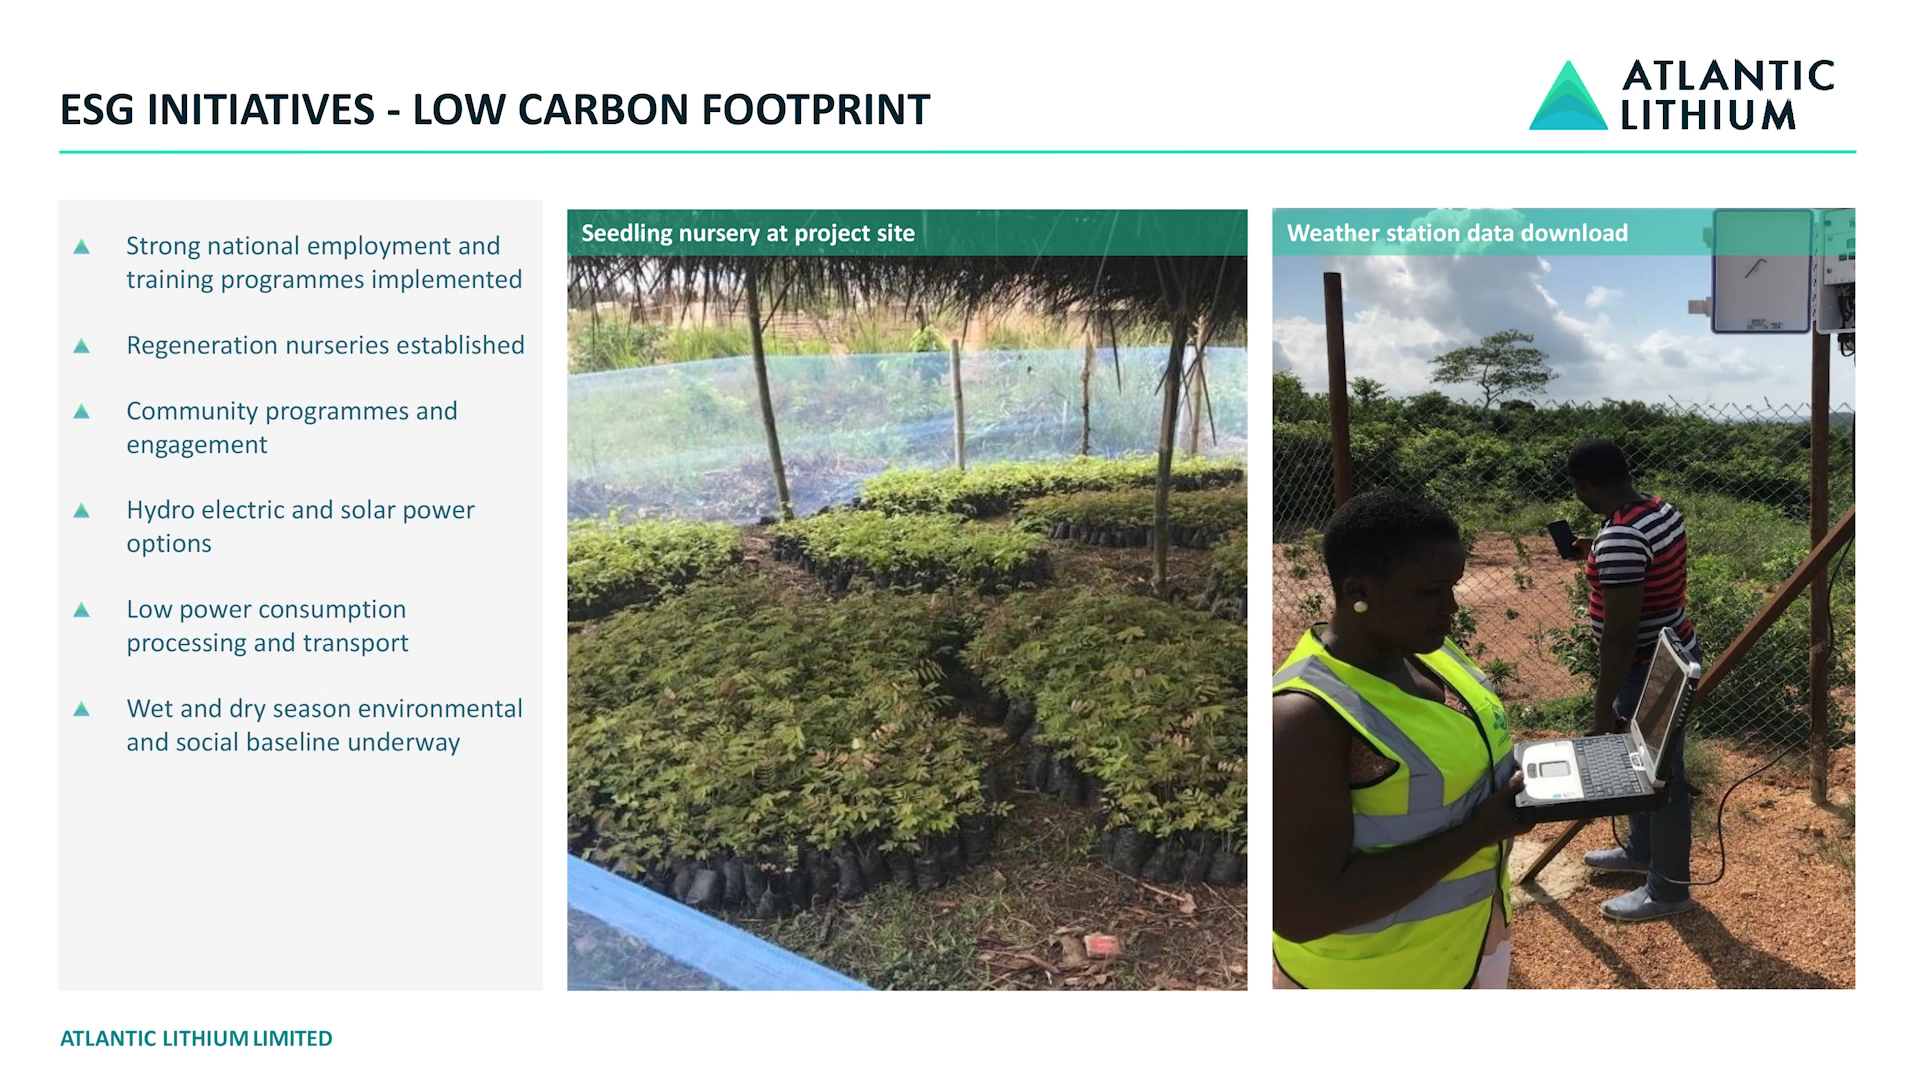 ESG INITIATIVES - LOW CARBON FOOTPRINT
ATLANTIC
LITHIUM
Strong national employment and
training programmes implemented
Regeneration nurseries established
Community programmes and
engagement
Hydro electric and solar power
options
Low power consumption
processing and transport
Wet and dry season environmental
and social baseline underway
Seedling nursery at project site
Weather station data download
ATLANTIC LITHIUM LIMITED